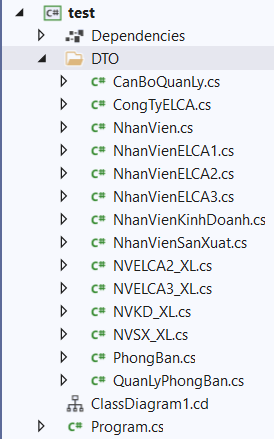 C# test
Dependencies
DTO
C# CanBoQuanLy.cs
C# CongTyELCA.cs
C# NhanVien.cs
C# NhanVienELCA1.cs
C# NhanVienELCA2.cs
C# NhanVienELCA3.cs
C# NhanVienKinhDoanh.cs
C# NhanVienSanXuat.cs
C# NVELCA2_XL.cs
C# NVELCA3_XL.cs
C# NVKD_XL.cs
C# NVSX_XL.cs
C# PhongBan.cs
C# QuanLyPhongBan.cs
ClassDiagram1.cd
C# Program.cs